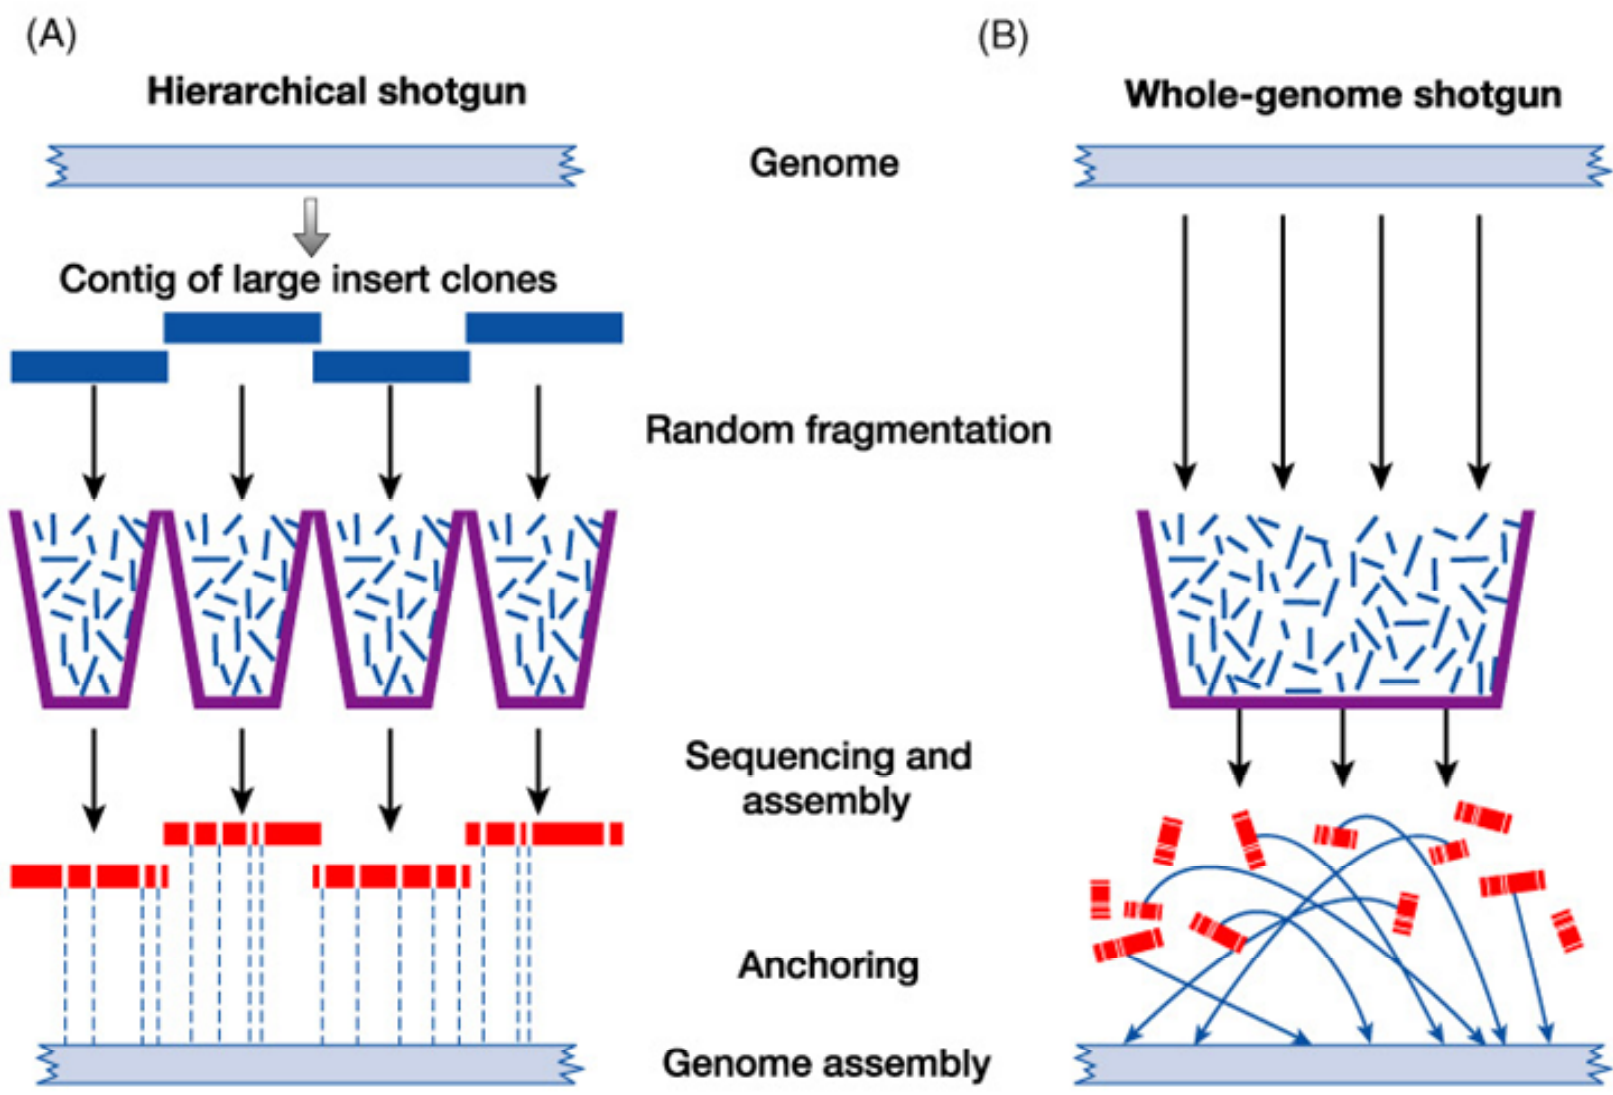 (A)
(B)
Hierarchical shotgun
Whole-genome shotgun
Genome
Contig of large insert clones
Random fragmentation
Sequencing and
assembly
Anchoring
Genome assembly